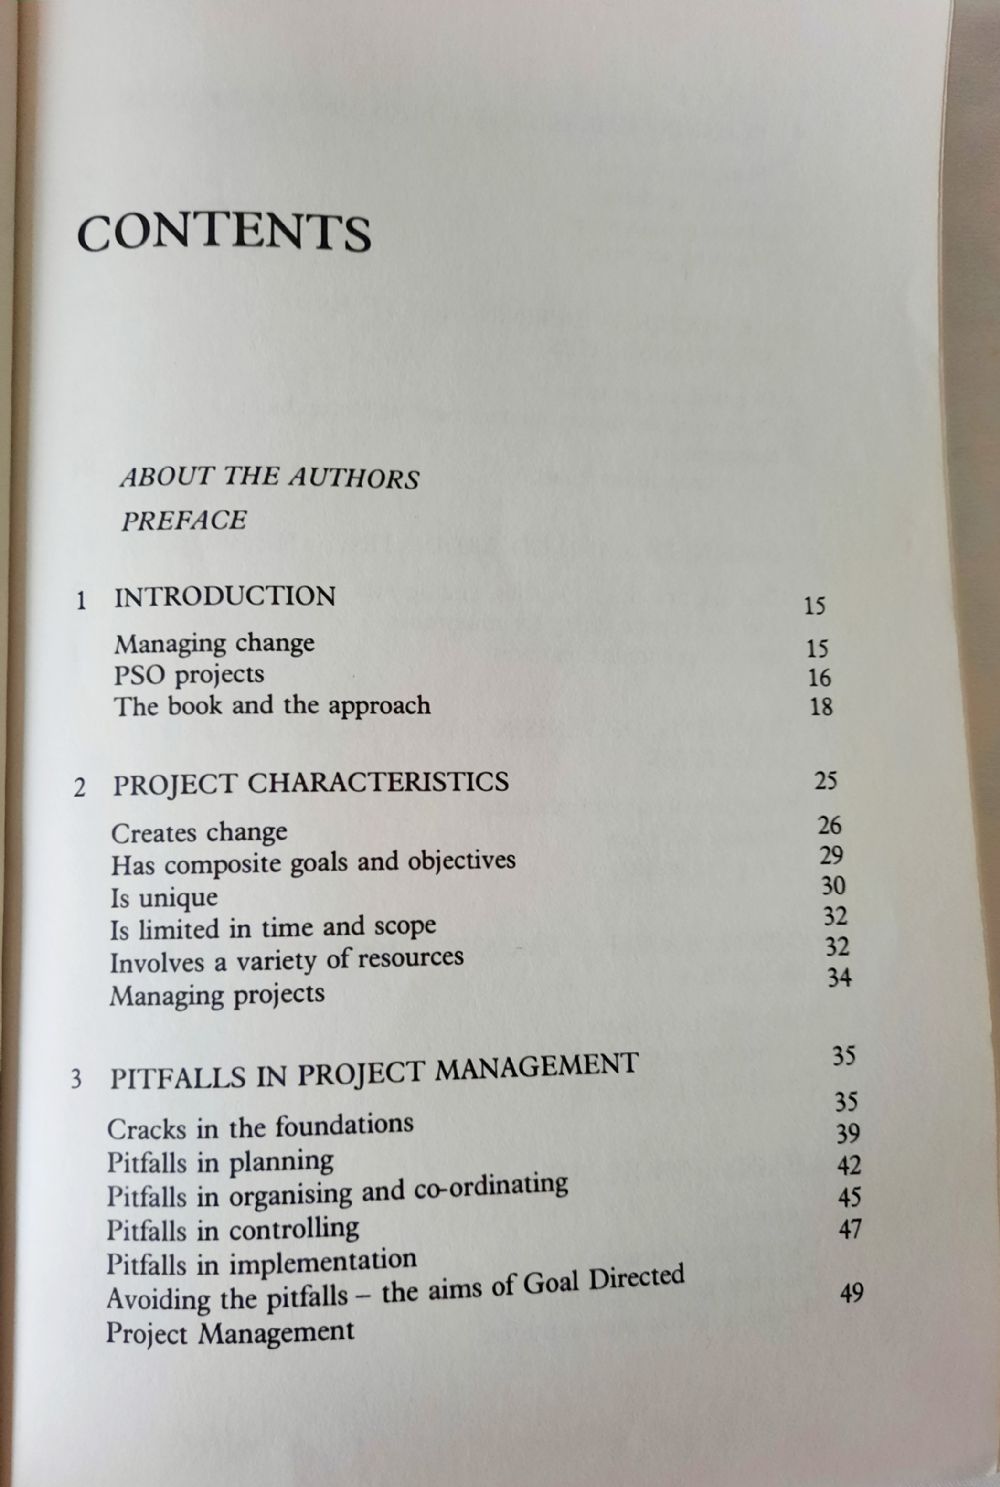 CONTENTS
ABOUT THE AUTHORS
PREFACE
1 INTRODUCTION 15
Managing change 15
PSO projects 16
The book and the approach 18
2 PROJECT CHARACTERISTICS 25
Creates change 26
Has composite goals and objectives 29
Is unique 30
Is limited in time and scope 32
Involves a variety of resources 32
Managing projects 34
3 PITFALLS IN PROJECT MANAGEMENT 35
Cracks in the foundations 35
Pitfalls in planning 39
Pitfalls in organising and co-ordinating 42
Pitfalls in controlling 45
Pitfalls in implementation 47
Avoiding the pitfalls – the aims of Goal Directed
Project Management 49